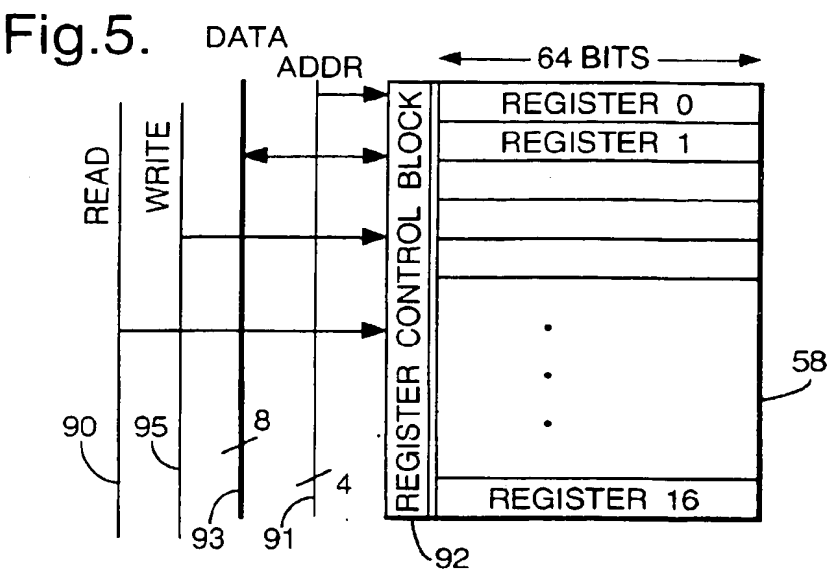 Fig.5.
DATA
ADDR
64 BITS
READ
WRITE
REGISTER CONTROL BLOCK
REGISTER 0
REGISTER 1
58
90
95
8
4
93
91
REGISTER 16
92